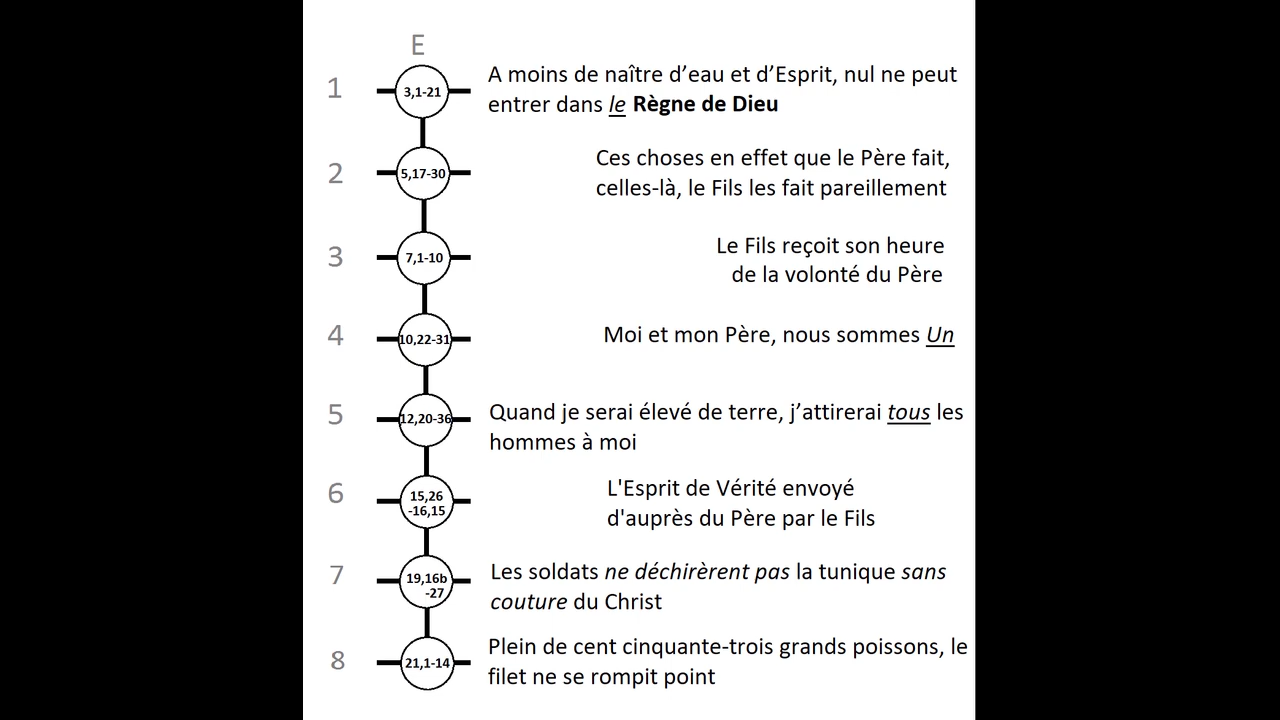 E
1
3,1-21
A moins de naître d’eau et d’Esprit, nul ne peut
entrer dans le Règne de Dieu
2
5,17-30
Ces choses en effet que le Père fait,
celles-là, le Fils les fait pareillement
3
7,1-10
Le Fils reçoit son heure
de la volonté du Père
4
10,22-31
Moi et mon Père, nous sommes Un
5
12,20-36
Quand je serai élevé de terre, j’attirerai tous les
hommes à moi
6
15,26
-16,15
L'Esprit de Vérité envoyé
d'auprès du Père par le Fils
7
19,16b
-27
Les soldats ne déchirèrent pas la tunique sans
couture du Christ
8
21,1-14
Plein de cent cinquante-trois grands poissons, le
filet ne se rompit point